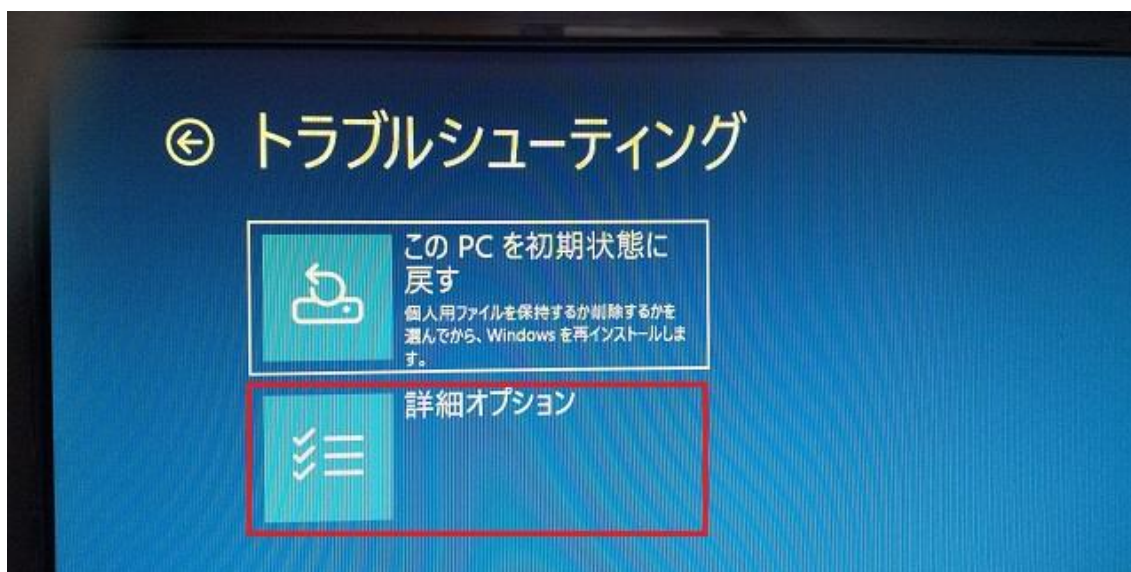 トラブルシューティング
この PC を初期状態に
戻す
個人用ファイルを保持するか削除するかを
選んでから、Windows を再インストールしま
す。
詳細オプション